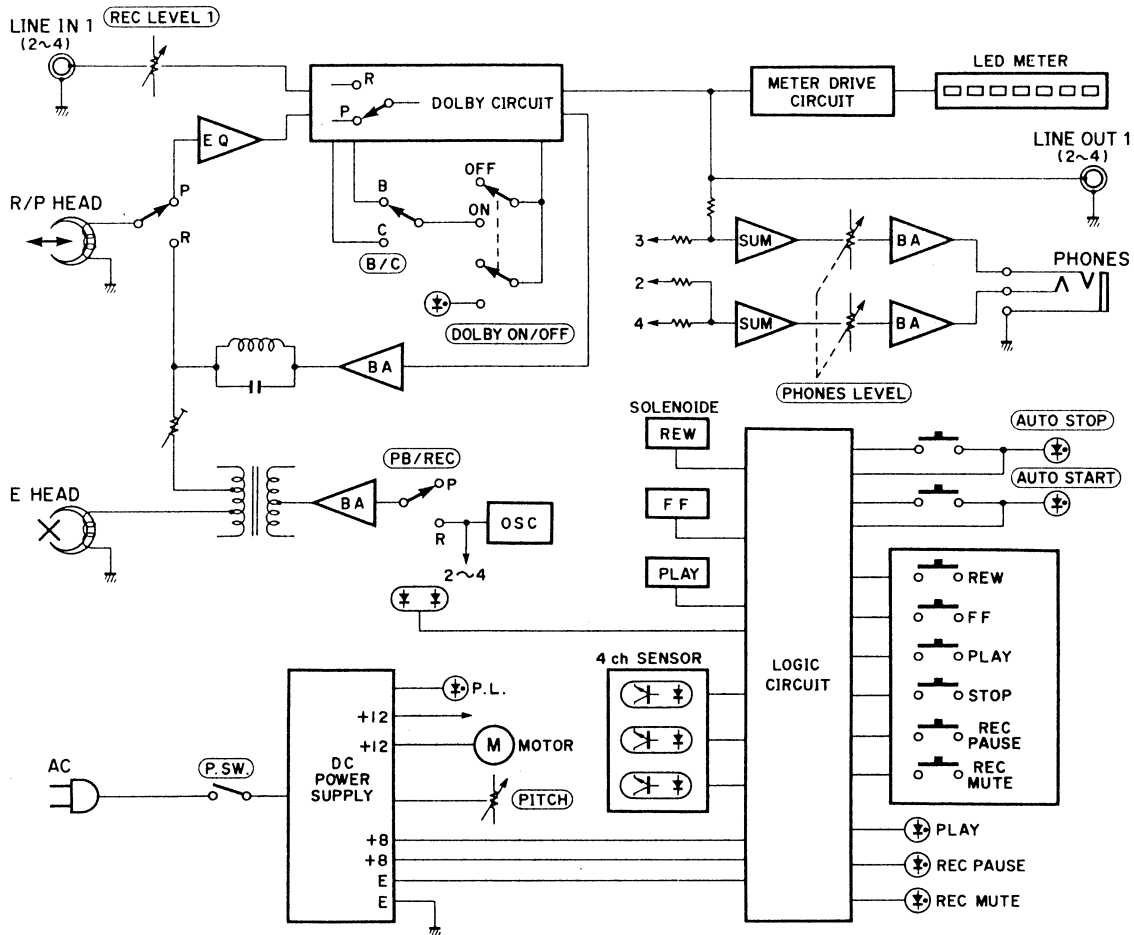 LINE IN 1
(2~4)
REC LEVEL 1
R
P
DOLBY CIRCUIT
METER DRIVE
CIRCUIT
LED METER
LINE OUT 1
(2~4)
EQ
R/P HEAD
P
R
B
C
B/C
OFF
ON
DOLBY ON/OFF
3
2
4
SUM
BA
SUM
BA
PHONES
PHONES LEVEL
BA
E HEAD
BA
PB/REC
P
R
OSC
2~4
SOLENOIDE
REW
FF
PLAY
LOGIC
CIRCUIT
AUTO STOP
AUTO START
REW
FF
PLAY
STOP
REC
PAUSE
REC
MUTE
PLAY
REC PAUSE
REC MUTE
4 ch SENSOR
AC
P.SW.
DC
POWER
SUPPLY
P.L.
+12
+12
M
MOTOR
PITCH
+8
+8
E
E